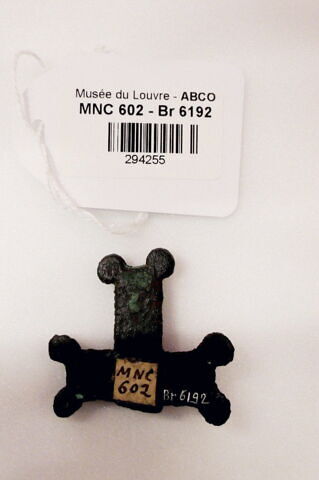 Musée du Louvre - ABCO
MNC 602 - Br 6192
294255
MNC
602
Br 6192